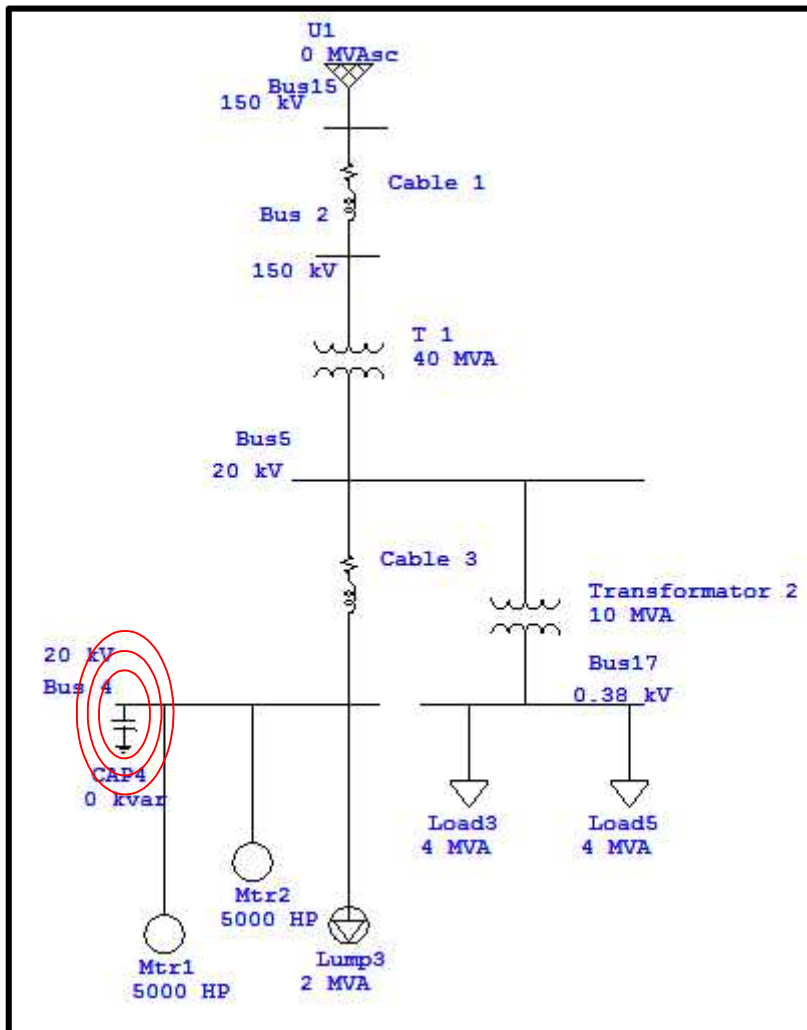 U1
0 MVAsc
Bus15
150 kV
Cable 1
Bus 2
150 kV
T 1
40 MVA
Bus5
20 kV
Cable 3
Transformator 2
10 MVA
20 kV
Bus 4
Bus17
0.38 kV
CAP4
0 kvar
Load3
4 MVA
Load5
4 MVA
Mtr2
5000 HP
Mtr1
5000 HP
Lump3
2 MVA